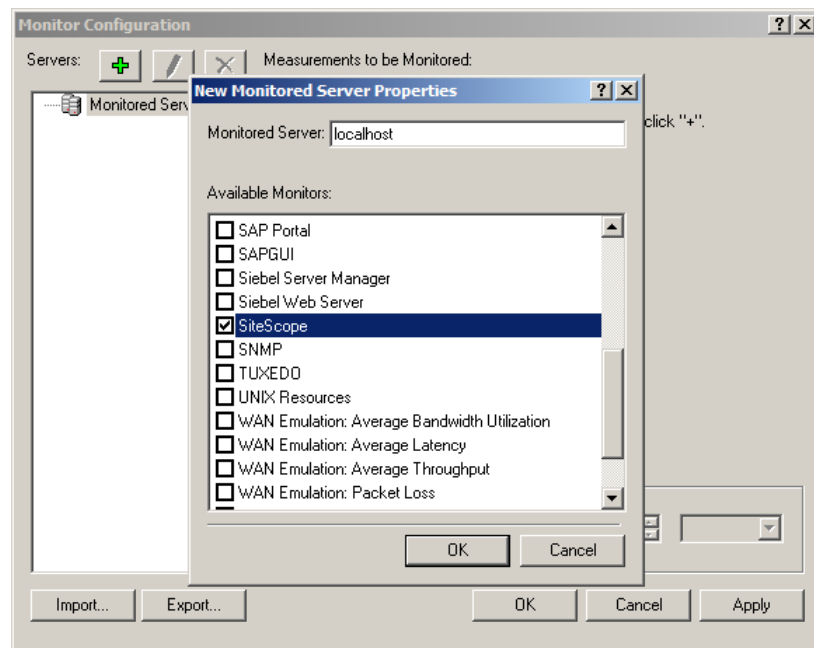 Monitor Configuration
Servers:
Measurements to be Monitored:
Monitored Serv
click "+".
New Monitored Server Properties
Monitored Server: localhost
Available Monitors:
SAP Portal
SAPGUI
Siebel Server Manager
Siebel Web Server
SiteScope
SNMP
TUXEDO
UNIX Resources
WAN Emulation: Average Bandwidth Utilization
WAN Emulation: Average Latency
WAN Emulation: Average Throughput
WAN Emulation: Packet Loss
OK Cancel
Import... Export... OK Cancel Apply